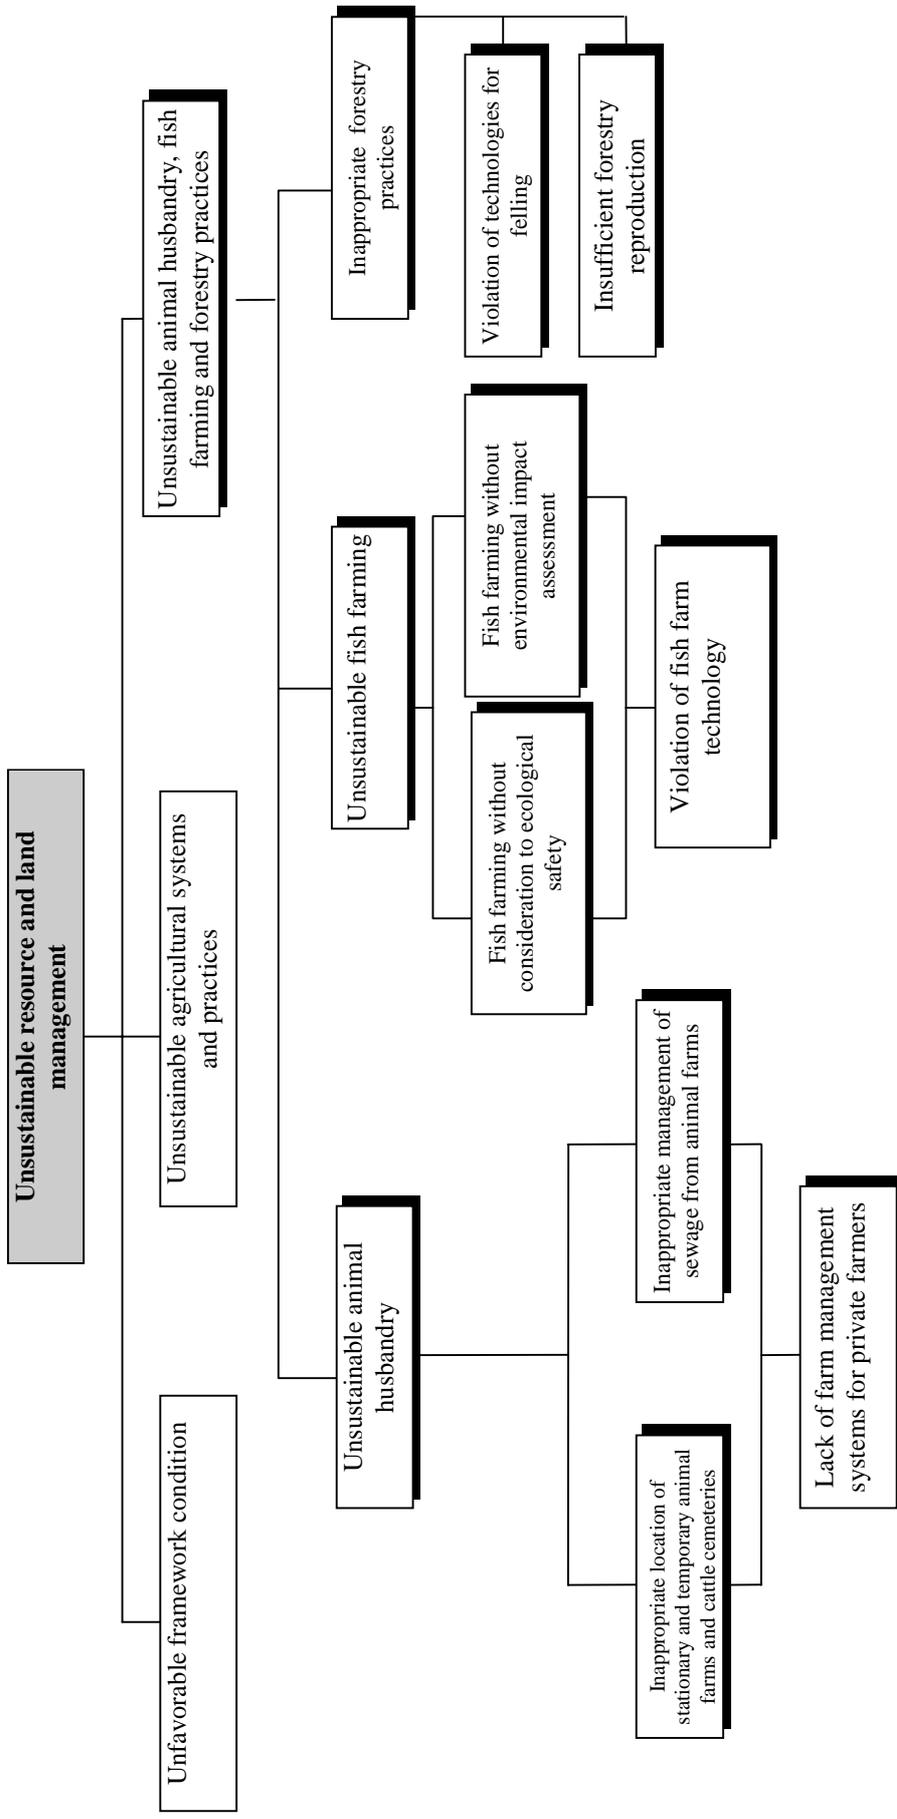 Unsustainable resource and land
management
Unfavorable framework condition
Unsustainable agricultural systems
and practices
Unsustainable animal husbandry, fish
farming and forestry practices
Unsustainable animal
husbandry
Unsustainable fish farming
Inappropriate forestry
practices
Inappropriate location of
stationary and temporary animal
farms and cattle cemeteries
Inappropriate management of
sewage from animal farms
Lack of farm management
systems for private farmers
Fish farming without
consideration to ecological
safety
Fish farming without
environmental impact
assessment
Violation of fish farm
technology
Violation of technologies for
felling
Insufficient forestry
reproduction